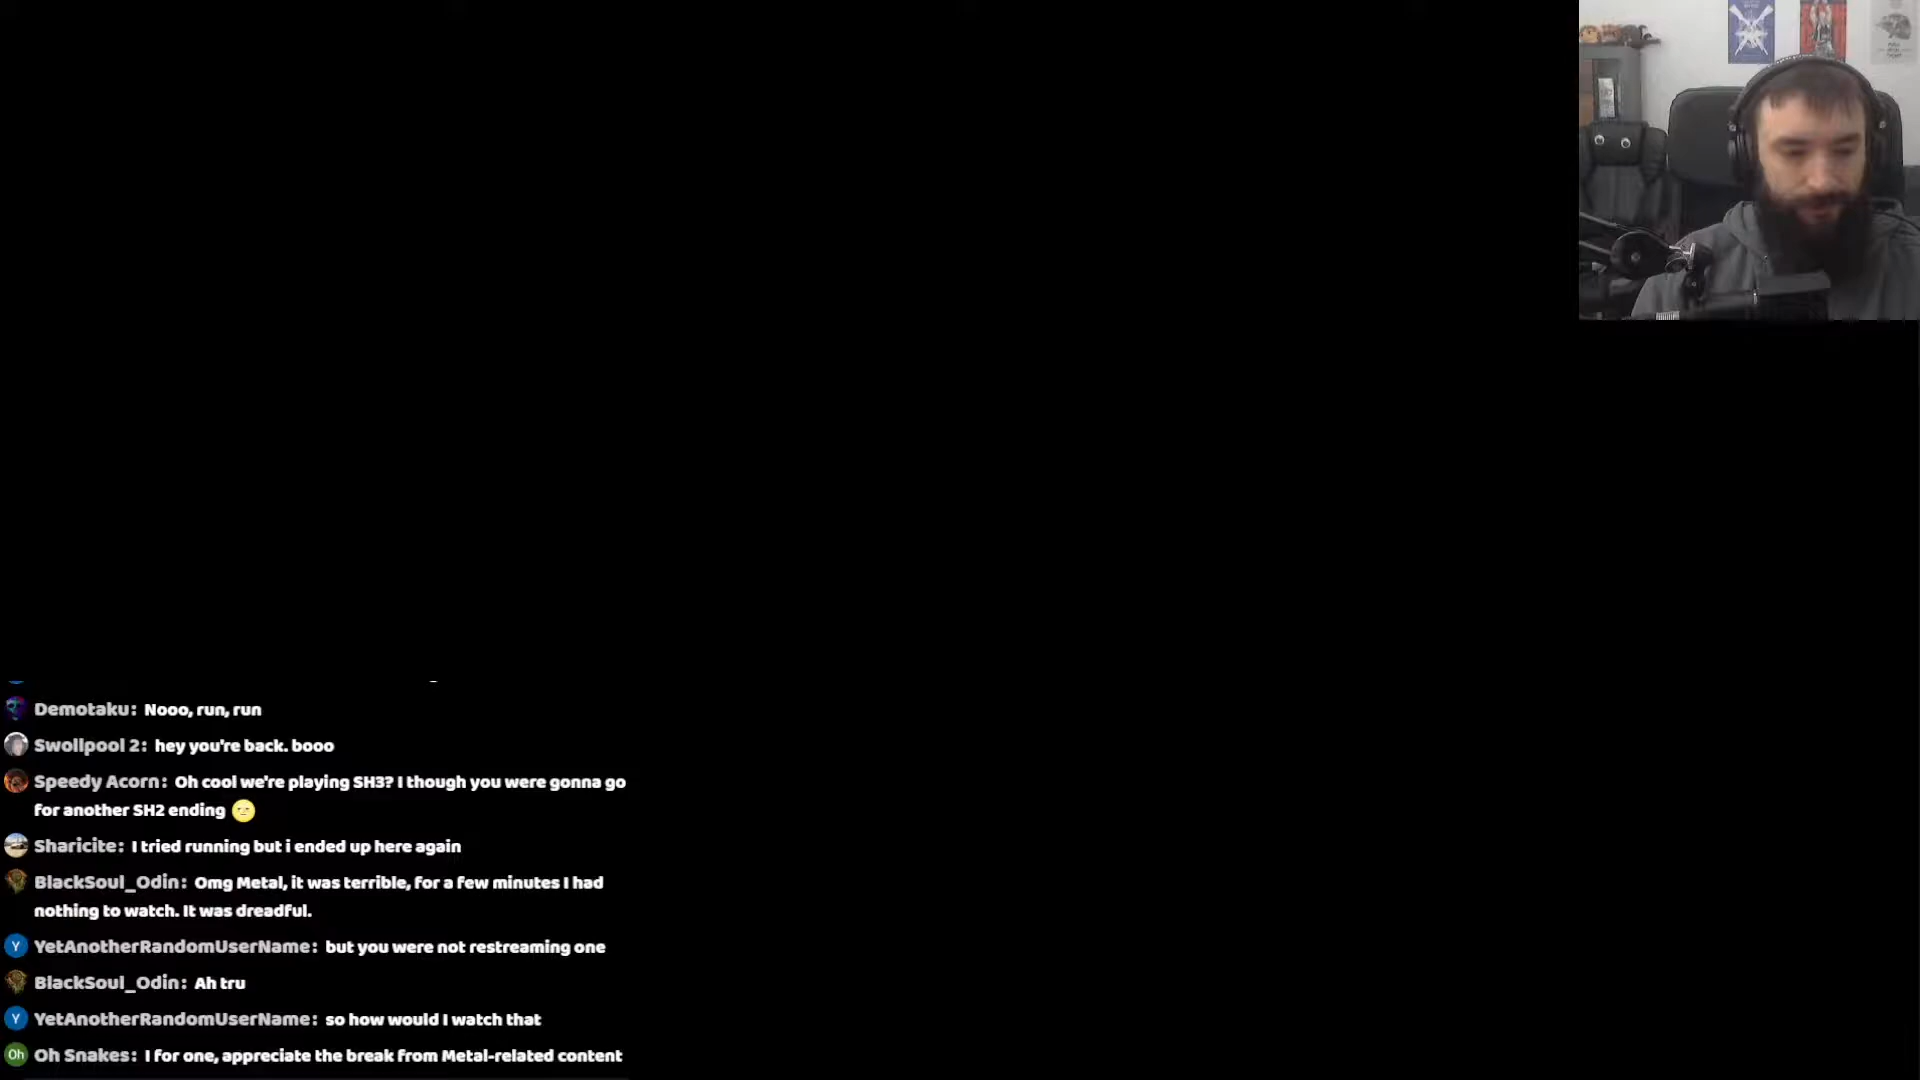 Demotaku: Nooo, run, run
Swollpool 2: hey you're back. booo
Speedy Acorn: Oh cool we're playing SH3? I though you were gonna go
for another SH2 ending
Sharicite: I tried running but i ended up here again
BlackSoul_Odin: Omg Metal, it was terrible, for a few minutes I had
nothing to watch. It was dreadful.
Y YetAnotherRandomUserName: but you were not restreaming one
BlackSoul_Odin: Ah tru
Y YetAnotherRandomUserName: so how would I watch that
Oh Oh Snakes: I for one, appreciate the break from Metal-related content